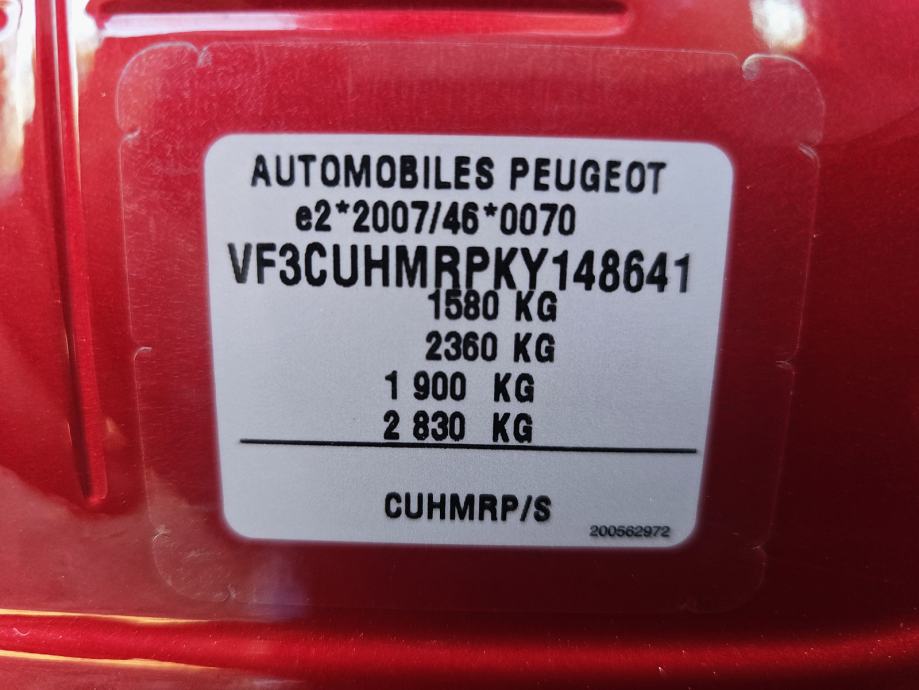 AUTOMOBILES PEUGEOT
e2*2007/46*0070
VF3CUHMRPKY148641
1580 KG
2360 KG
1 900 KG
2 830 KG
CUHMRP/S
200562972